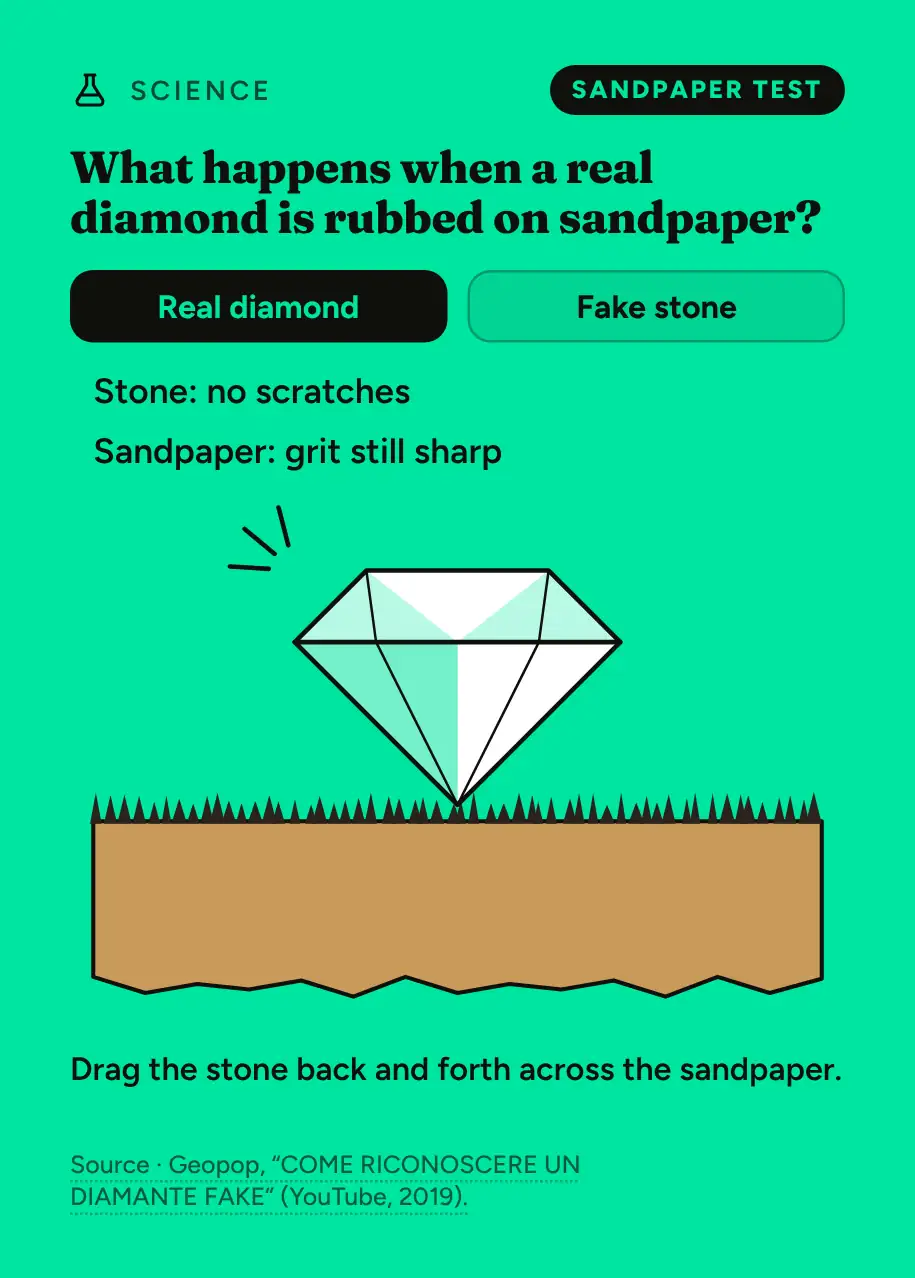 SCIENCE
SANDPAPER TEST
What happens when a real
diamond is rubbed on sandpaper?
Real diamond
Fake stone
Stone: no scratches
Sandpaper: grit still sharp
Drag the stone back and forth across the sandpaper.
Source · Geopop, “COME RICONOSCERE UN
DIAMANTE FAKE” (YouTube, 2019).